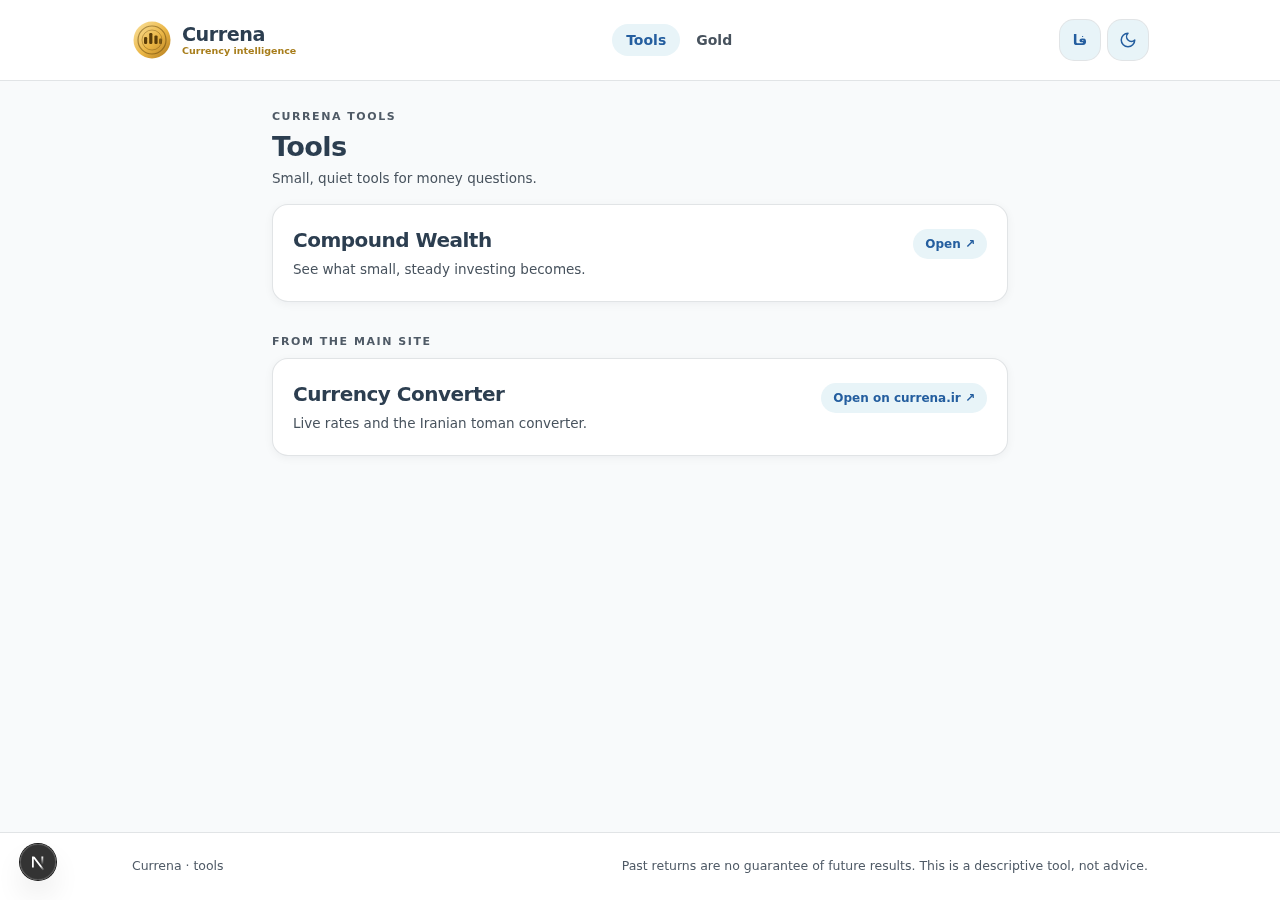 Currena
Currency intelligence
Tools
Gold
فا
CURRENA TOOLS
Tools
Small, quiet tools for money questions.
Compound Wealth
Open ↗
See what small, steady investing becomes.
FROM THE MAIN SITE
Currency Converter
Open on currena.ir ↗
Live rates and the Iranian toman converter.
N
Currena · tools
Past returns are no guarantee of future results. This is a descriptive tool, not advice.